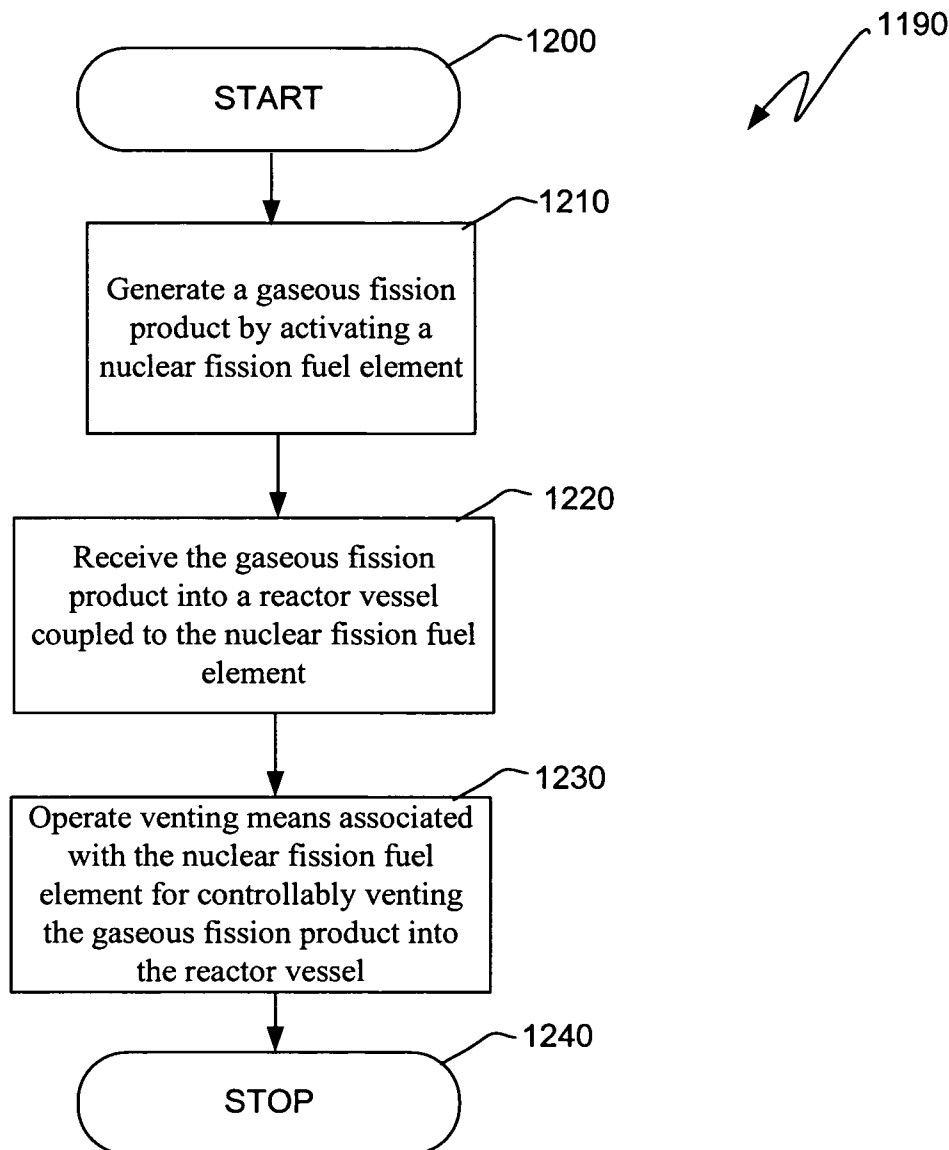 1190
1200
START
1210
Generate a gaseous fission
product by activating a
nuclear fission fuel element
1220
Receive the gaseous fission
product into a reactor vessel
coupled to the nuclear fission fuel
element
1230
Operate venting means associated
with the nuclear fission fuel
element for controllably venting
the gaseous fission product into
the reactor vessel
1240
STOP